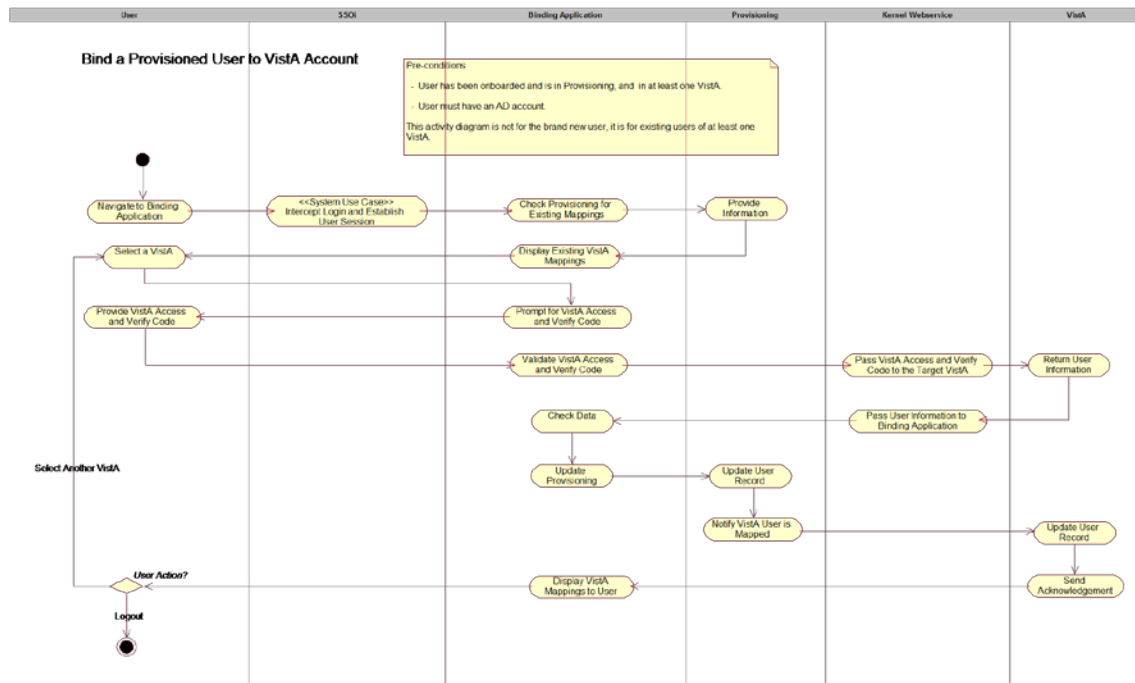 User SSOi Binding Application Provisioning Kernel Webservice VistA
Bind a Provisioned User to VistA Account
Pre-conditions
- User has been onboarded and is in Provisioning, and in at least one VistA.
- User must have an AD account.
This activity diagram is not for the brand new user, it is for existing users of at least one
VistA.
Navigate to Binding
Application
<<System Use Case>>
Intercept Login and Establish
User Session
Check Provisioning for
Existing Mappings
Provide
Information
Select a VistA
Display Existing VistA
Mappings
Provide VistA Access
and Verify Code
Prompt for VistA Access
and Verify Code
Validate VistA Access
and Verify Code
Pass VistA Access and Verify
Code to the Target VistA
Return User
Information
Check Data
Pass User Information to
Binding Application
Select Another VistA
Update
Provisioning
Update User
Record
Notify VistA User is
Mapped
Update User
Record
User Action?
Display VistA
Mappings to User
Send
Acknowledgement
Logout